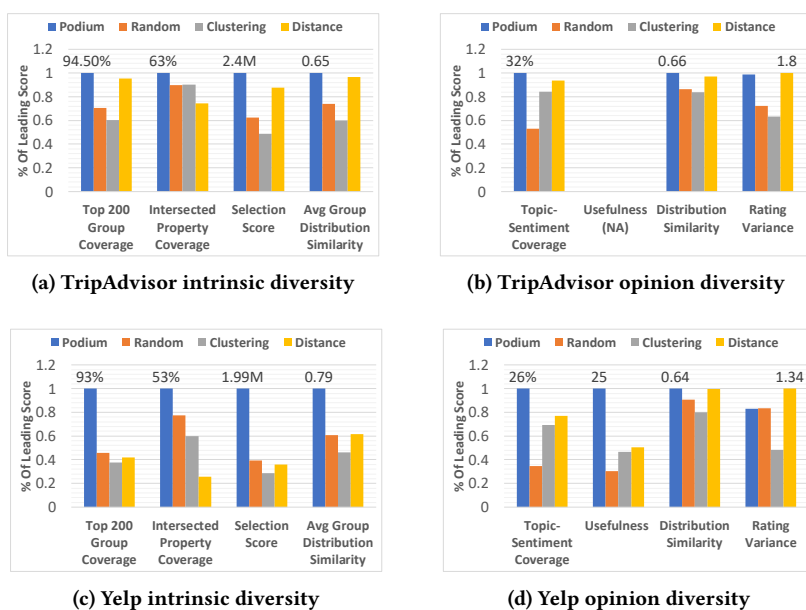 Podium Random Clustering Distance
1.2
94.50% 63% 2.4M 0.65
1
0.8
0.6
0.4
0.2
0
% Of Leading Score
Top 200 Group Coverage
Intersected Property Coverage
Selection Score
Avg Group Distribution Similarity
(a) TripAdvisor intrinsic diversity
Podium Random Clustering Distance
1.2
32% 0.66 1.8
1
0.8
0.6
0.4
0.2
0
% Of Leading Score
Topic-Sentiment Coverage
Usefulness (NA)
Distribution Similarity
Rating Variance
(b) TripAdvisor opinion diversity
Podium Random Clustering Distance
1.2
93% 53% 1.99M 0.79
1
0.8
0.6
0.4
0.2
0
% Of Leading Score
Top 200 Group Coverage
Intersected Property Coverage
Selection Score
Avg Group Distribution Similarity
(c) Yelp intrinsic diversity
Podium Random Clustering Distance
1.2
26% 25 0.64 1.34
1
0.8
0.6
0.4
0.2
0
% Of Leading Score
Topic-Sentiment Coverage
Usefulness
Distribution Similarity
Rating Variance
(d) Yelp opinion diversity